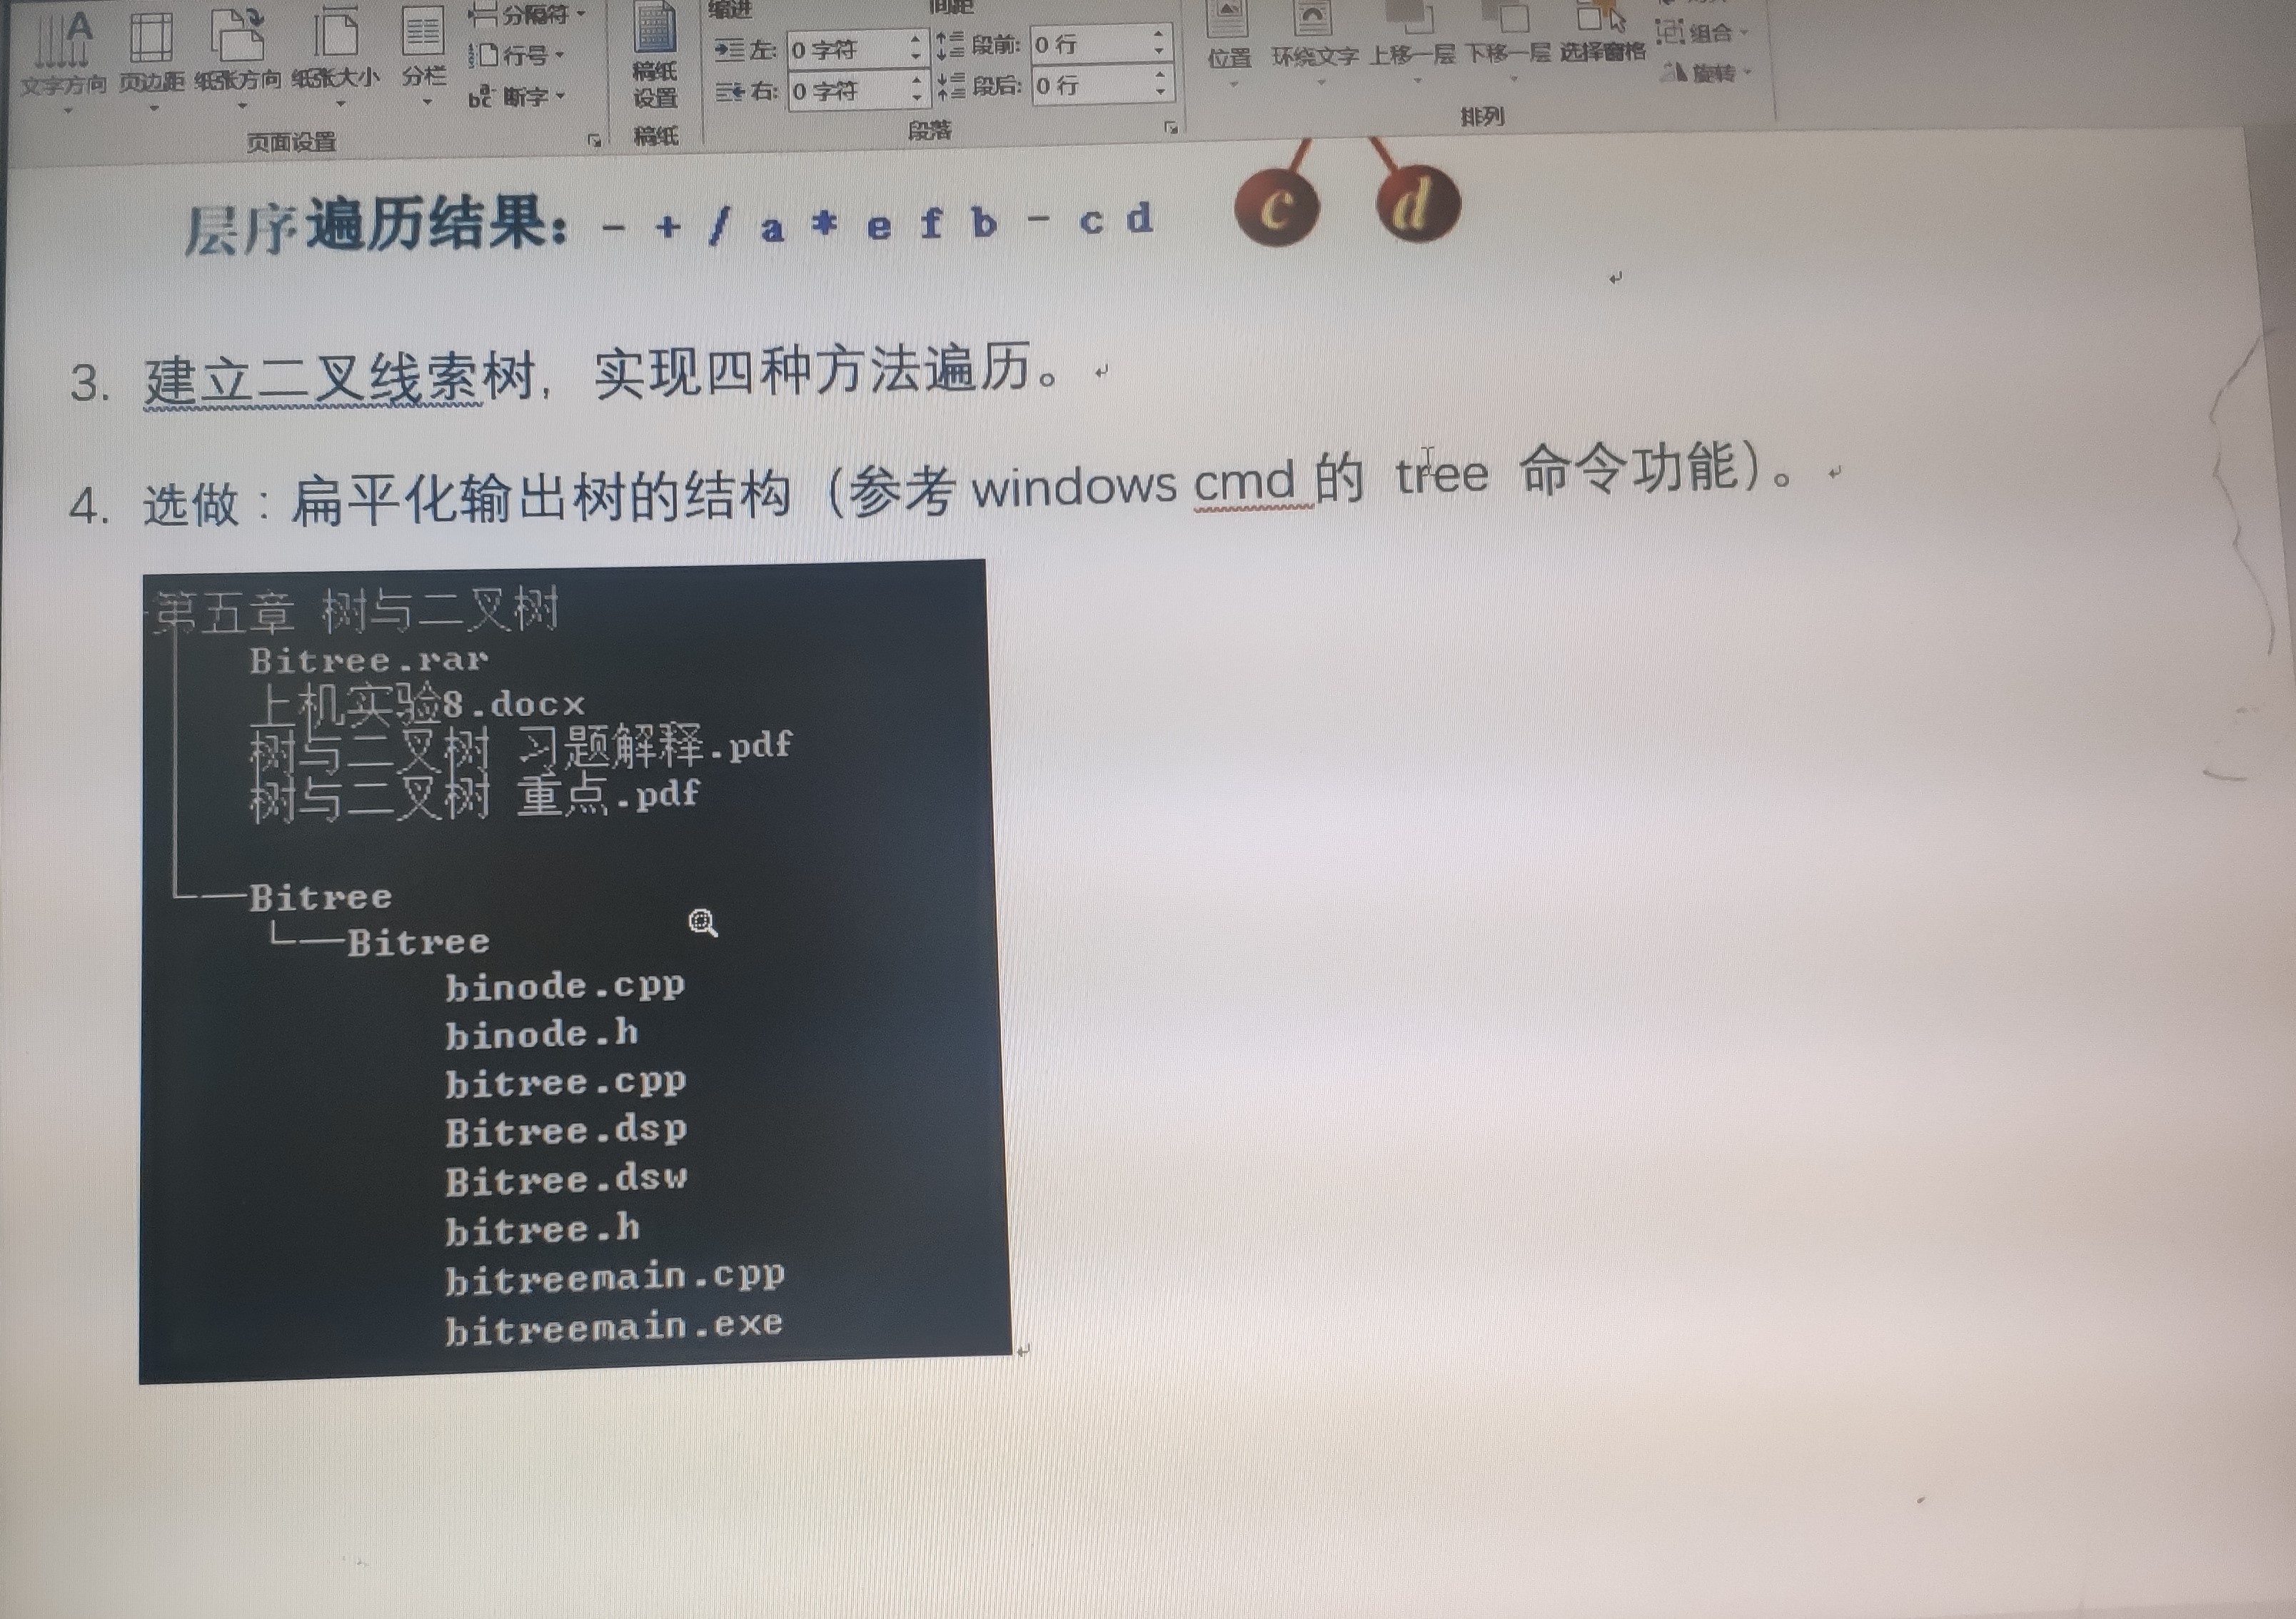 文字方向 页边距 纸张方向 纸张大小 分栏
分隔符
行号
bc 断字
页面设置
稿纸
设置
稿纸
缩进 间距
左: 0 字符 段前: 0 行
右: 0 字符 段后: 0 行
段落
位置 环绕文字 上移一层 下移一层 选择窗格
组合
旋转
排列
c d
层序遍历结果: - + / a * e f b - c d
3. 建立二叉线索树，实现四种方法遍历。
4. 选做：扁平化输出树的结构（参考 windows cmd 的 tree 命令功能）。
第五章 树与二叉树
Bitree.rar
上机实验8.docx
树与二叉树 习题解释.pdf
树与二叉树 重点.pdf
Bitree
Bitree
binode.cpp
binode.h
bitree.cpp
Bitree.dsp
Bitree.dsw
bitree.h
bitreemain.cpp
bitreemain.exe